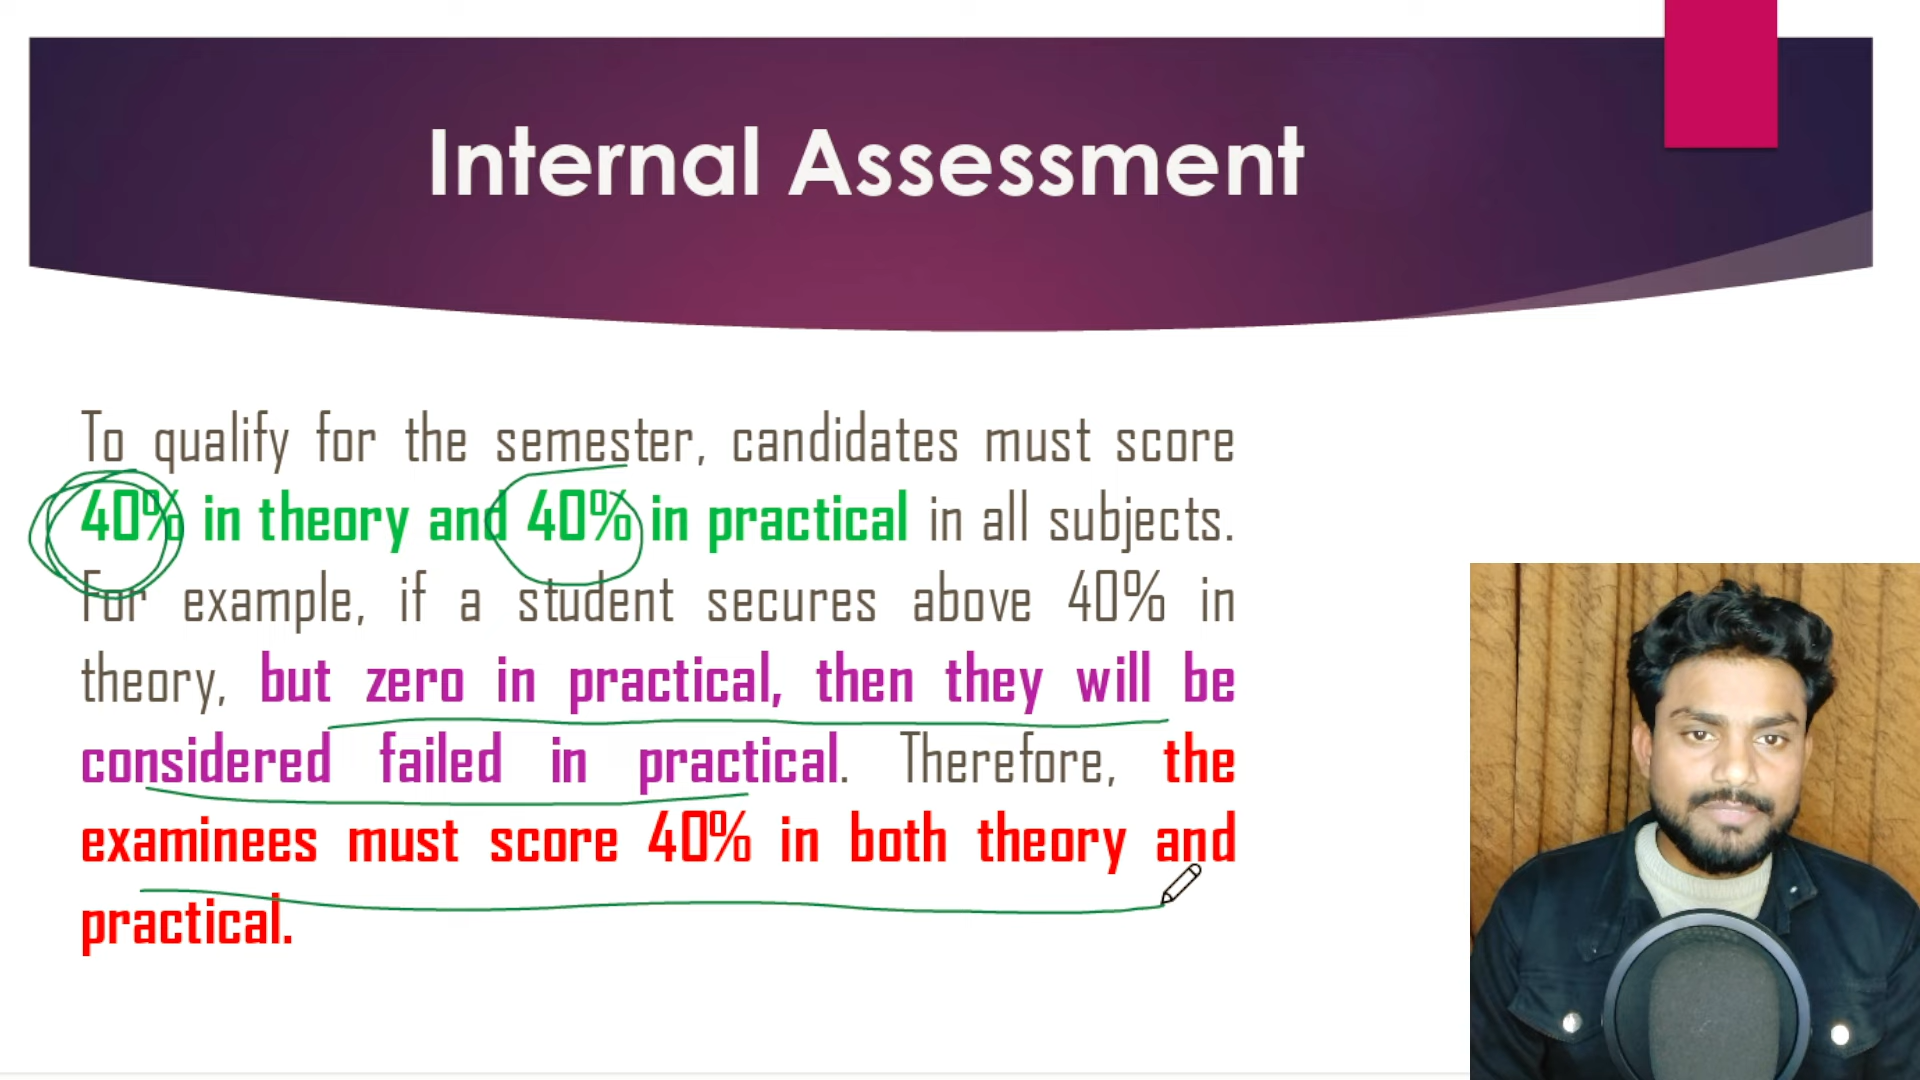 Internal Assessment
To qualify for the semester, candidates must score
40% in theory and 40% in practical in all subjects.
For example, if a student secures above 40% in
theory, but zero in practical, then they will be
considered failed in practical. Therefore, the
examinees must score 40% in both theory and
practical.